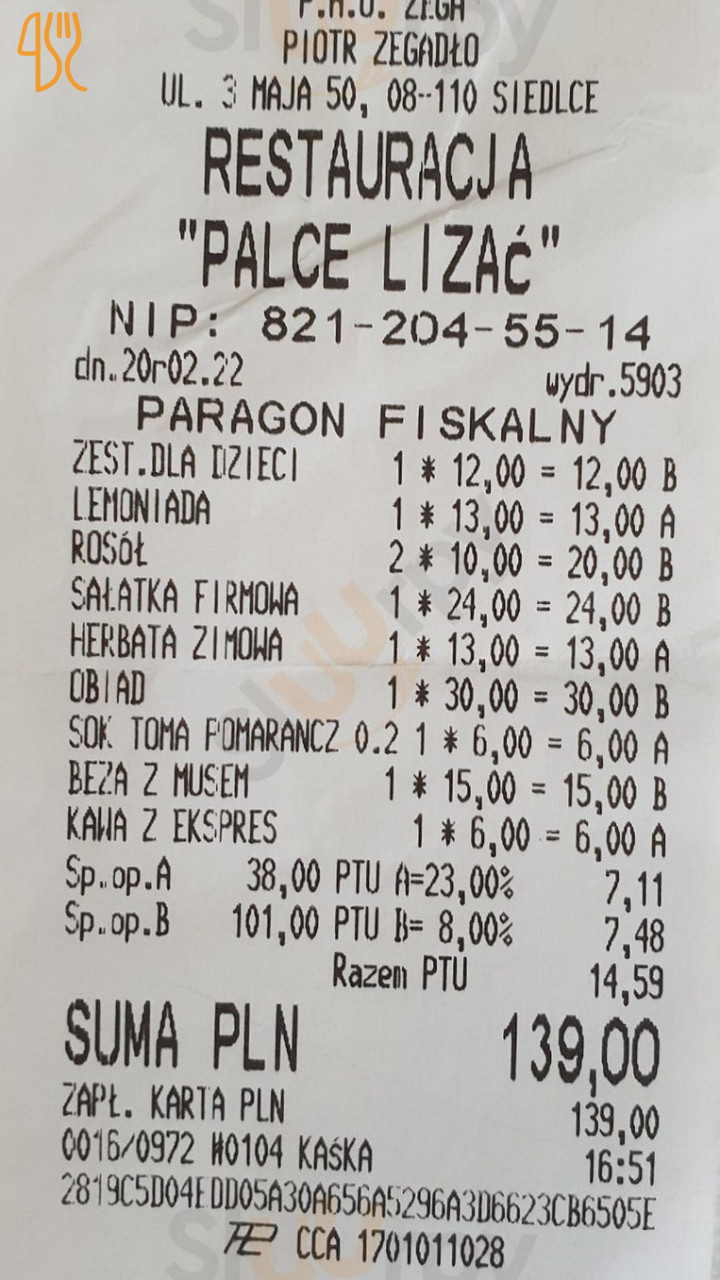 P.H.U. ZEGA
PIOTR ZEGADŁO
UL. 3 MAJA 50, 08-110 SIEDLCE
RESTAURACJA
"PALCE LIZAĆ"
NIP: 821-204-55-14
dn.20r02.22 wydr.5903
PARAGON FISKALNY
ZEST.DLA DZIECI 1 * 12,00 = 12,00 B
LEMONIADA 1 * 13,00 = 13,00 A
ROSÓŁ 2 * 10,00 = 20,00 B
SAŁATKA FIRMOWA 1 * 24,00 = 24,00 B
HERBATA ZIMOWA 1 * 13,00 = 13,00 A
OBIAD 1 * 30,00 = 30,00 B
SOK TOMA POMARANCZ 0.2 1 * 6,00 = 6,00 A
BEZA Z MUSEM 1 * 15,00 = 15,00 B
KAWA Z EKSPRES 1 * 6,00 = 6,00 A
Sp.op.A 38,00 PTU A=23,00% 7,11
Sp.op.B 101,00 PTU B= 8,00% 7,48
Razem PTU 14,59
SUMA PLN 139,00
ZAPŁ. KARTA PLN 139,00
0016/0972 #0104 KAŚKA 16:51
2819C5D04EDD05A30A656A5296A3D6623CB6505E
CCA 1701011028
sluurpy